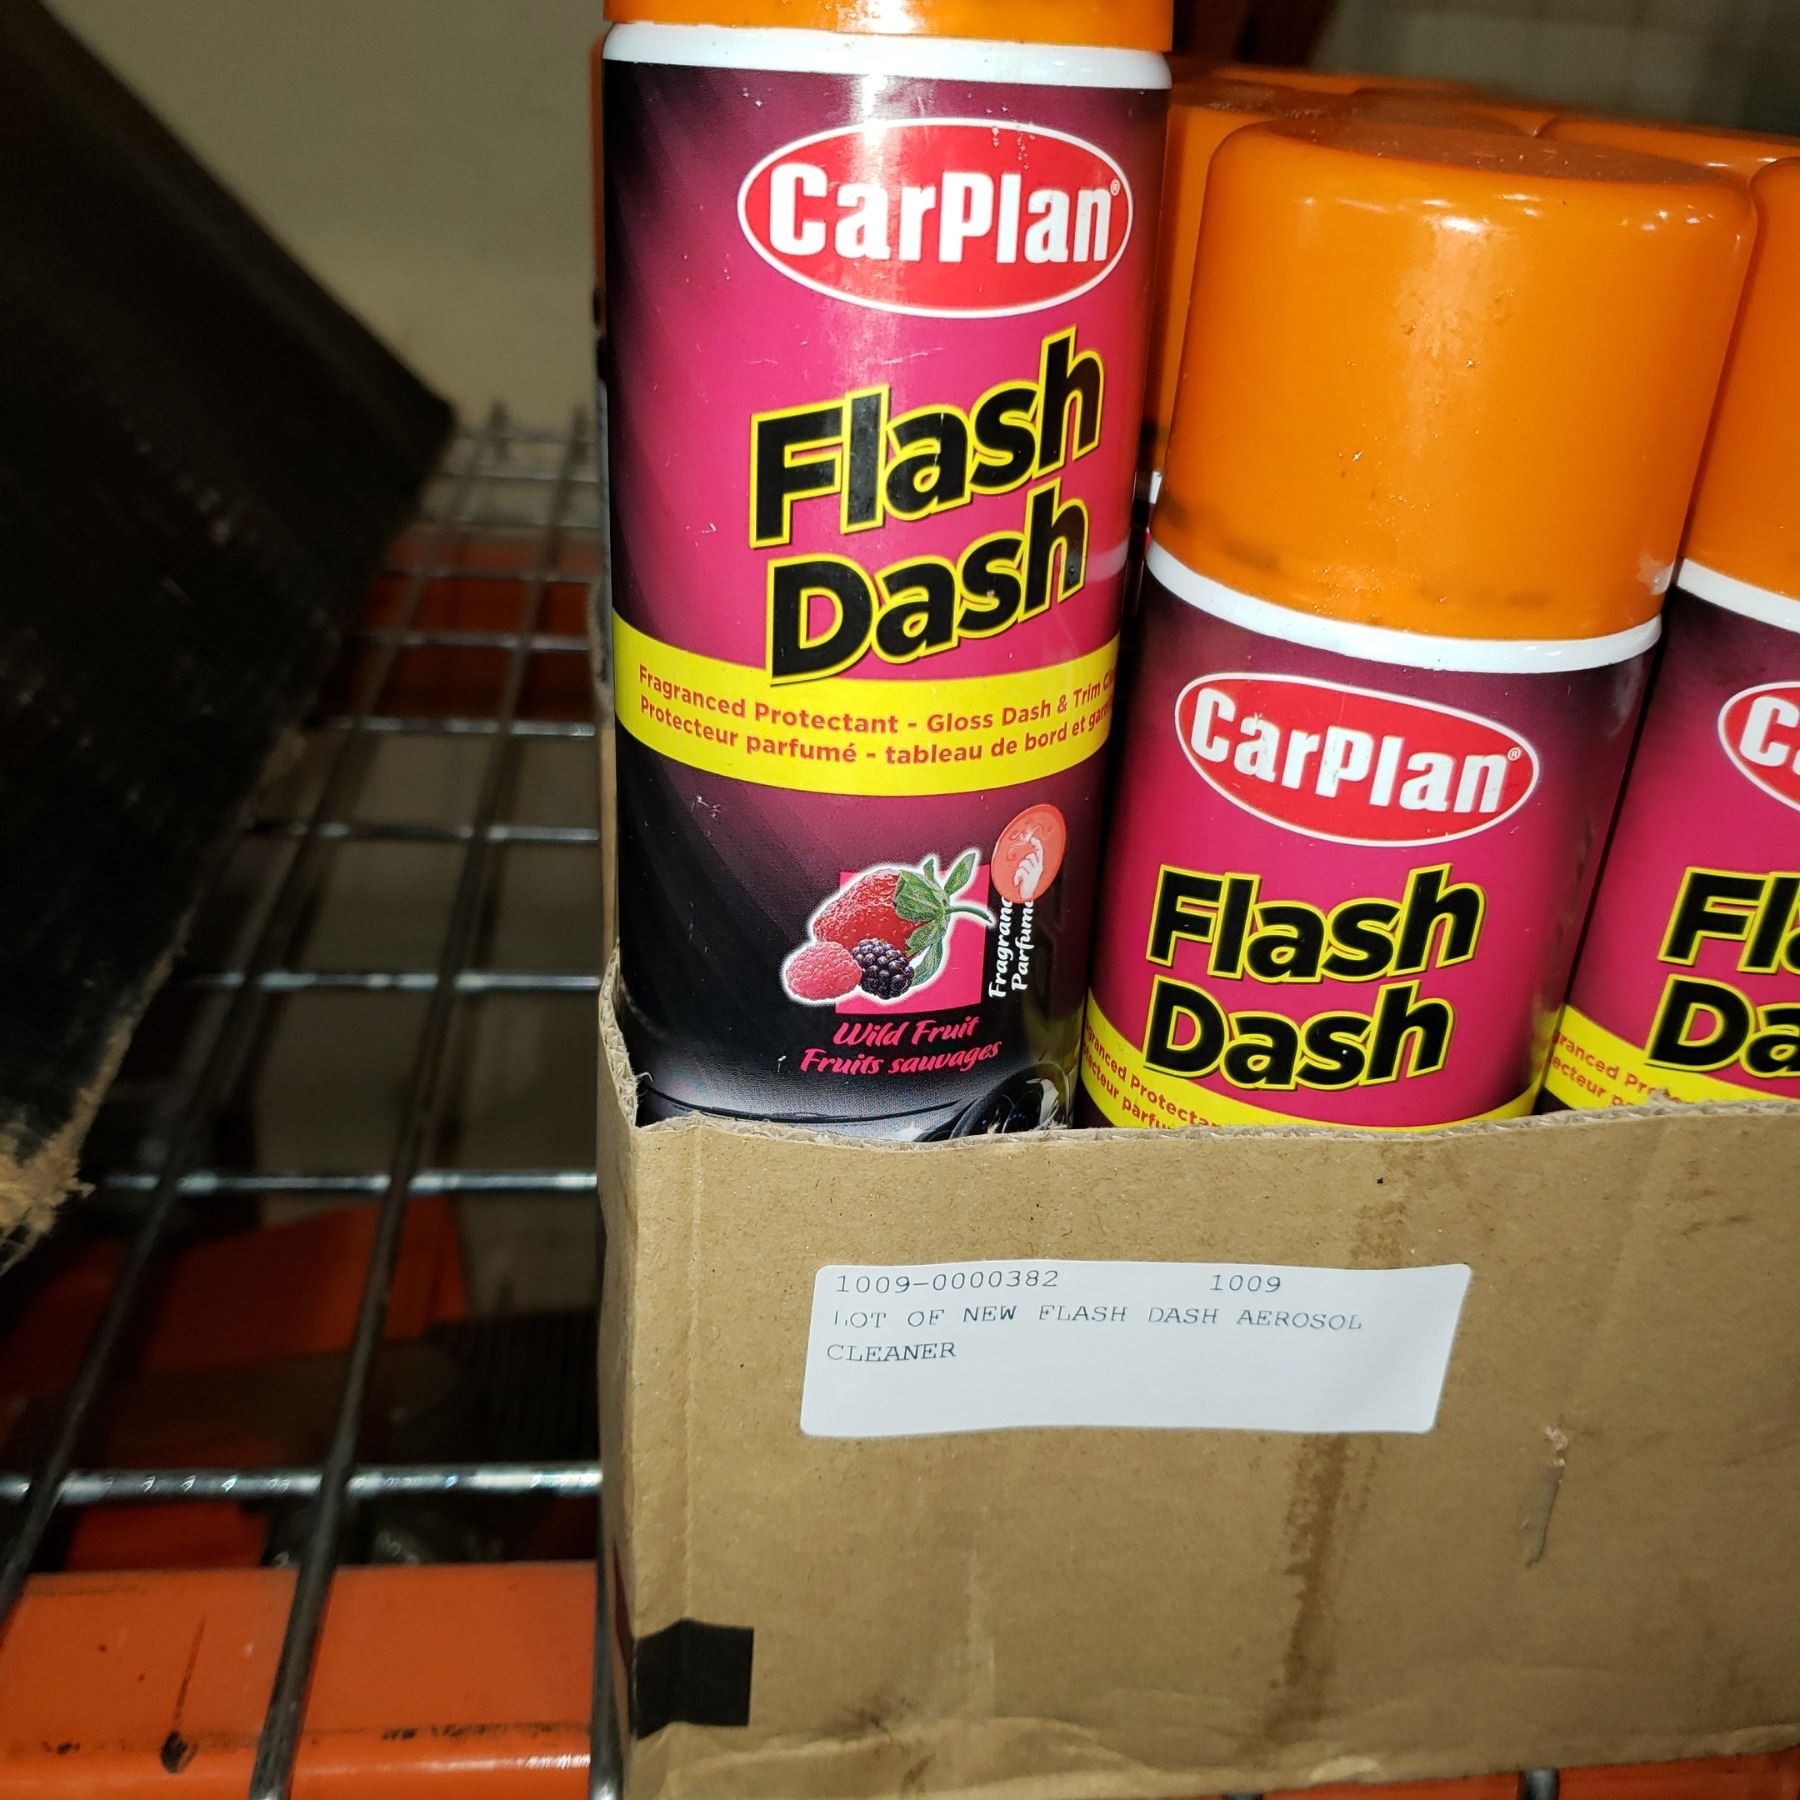 CarPlan®
Flash
Dash
Fragranced Protectant - Gloss Dash & Trim
Protecteur parfumé - tableau de bord et
Wild Fruit
Fruits sauvages
CarPlan®
Flash
Dash
1009-0000382 1009
LOT OF NEW FLASH DASH AEROSOL
CLEANER